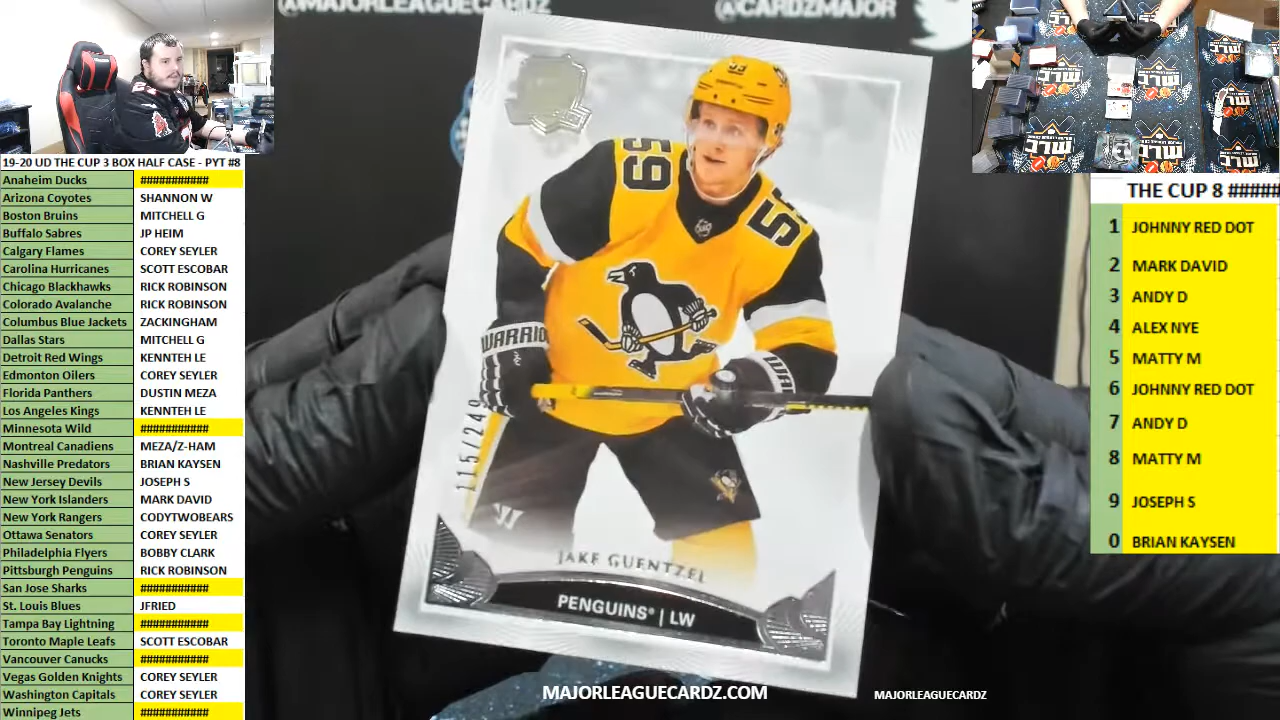 @MAJORLEAGUECARDZ
@CARDZMAJOR
19-20 UD THE CUP 3 BOX HALF CASE - PYT #8
Anaheim Ducks ###########
Arizona Coyotes SHANNON W
Boston Bruins MITCHELL G
Buffalo Sabres JP HEIM
Calgary Flames COREY SEYLER
Carolina Hurricanes SCOTT ESCOBAR
Chicago Blackhawks RICK ROBINSON
Colorado Avalanche RICK ROBINSON
Columbus Blue Jackets ZACKINGHAM
Dallas Stars MITCHELL G
Detroit Red Wings KENNTEH LE
Edmonton Oilers COREY SEYLER
Florida Panthers DUSTIN MEZA
Los Angeles Kings KENNTEH LE
Minnesota Wild ###########
Montreal Canadiens MEZA/Z-HAM
Nashville Predators BRIAN KAYSEN
New Jersey Devils JOSEPH S
New York Islanders MARK DAVID
New York Rangers CODYTWOBEARS
Ottawa Senators COREY SEYLER
Philadelphia Flyers BOBBY CLARK
Pittsburgh Penguins RICK ROBINSON
San Jose Sharks ###########
St. Louis Blues JFRIED
Tampa Bay Lightning ###########
Toronto Maple Leafs SCOTT ESCOBAR
Vancouver Canucks ###########
Vegas Golden Knights COREY SEYLER
Washington Capitals COREY SEYLER
Winnipeg Jets ###########
59
59
WARRIOR
115/249
JAKE GUENTZEL
PENGUINS® | LW
MAJORLEAGUECARDZ.COM
MAJORLEAGUECARDZ
THE CUP 8 #####
1 JOHNNY RED DOT
2 MARK DAVID
3 ANDY D
4 ALEX NYE
5 MATTY M
6 JOHNNY RED DOT
7 ANDY D
8 MATTY M
9 JOSEPH S
0 BRIAN KAYSEN